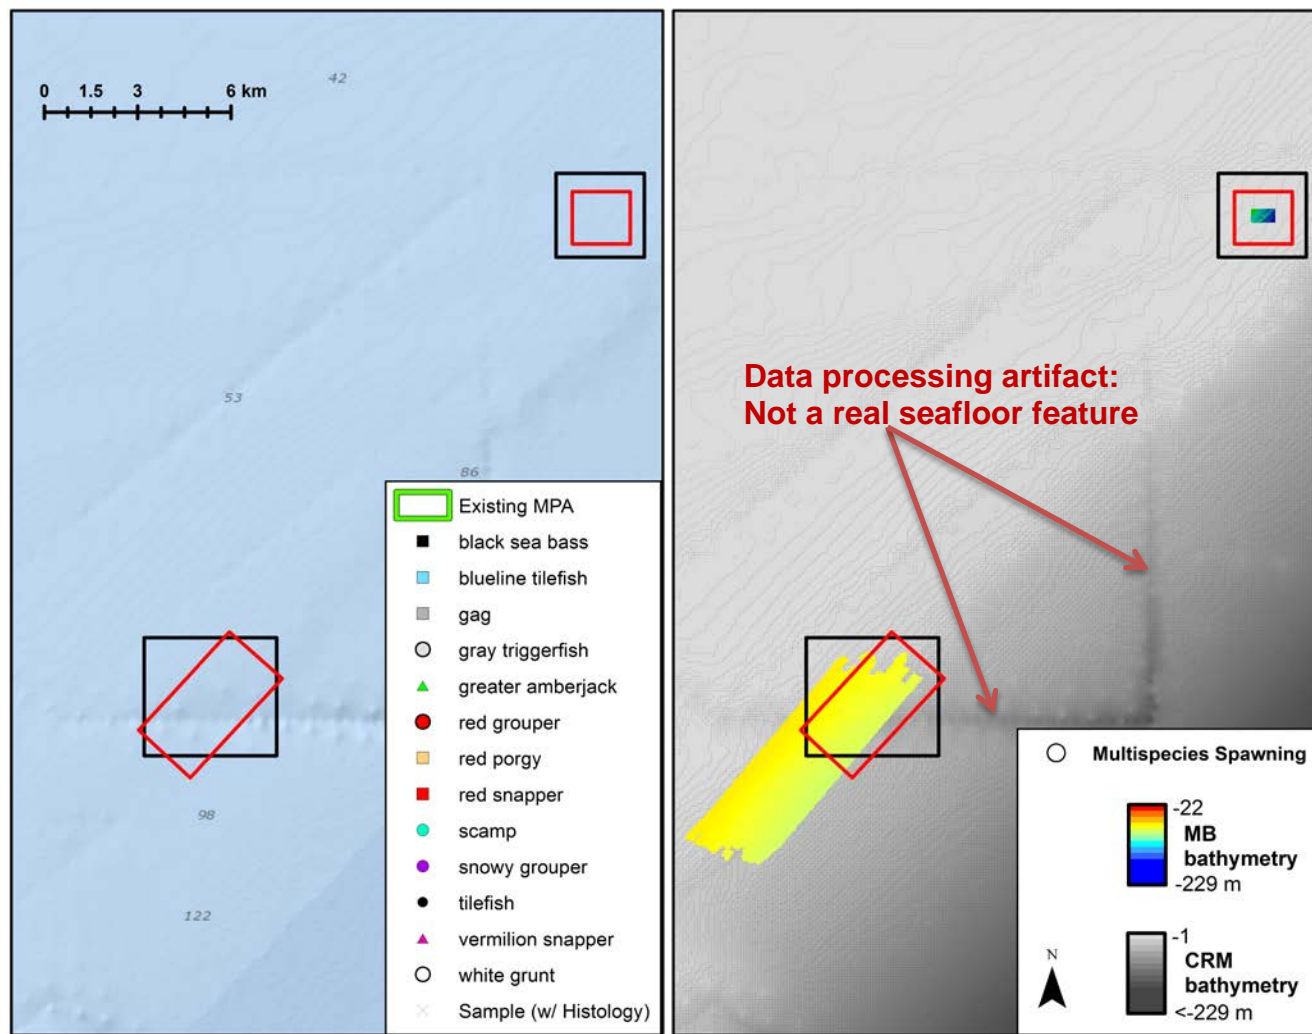 0 1.5 3 6 km
42
53
86
98
122
Existing MPA
black sea bass
blueline tilefish
gag
gray triggerfish
greater amberjack
red grouper
red porgy
red snapper
scamp
snowy grouper
tilefish
vermilion snapper
white grunt
Sample (w/ Histology)
Data processing artifact:
Not a real seafloor feature
Multispecies Spawning
-22
MB
bathymetry
-229 m
N
-1
CRM
bathymetry
<-229 m